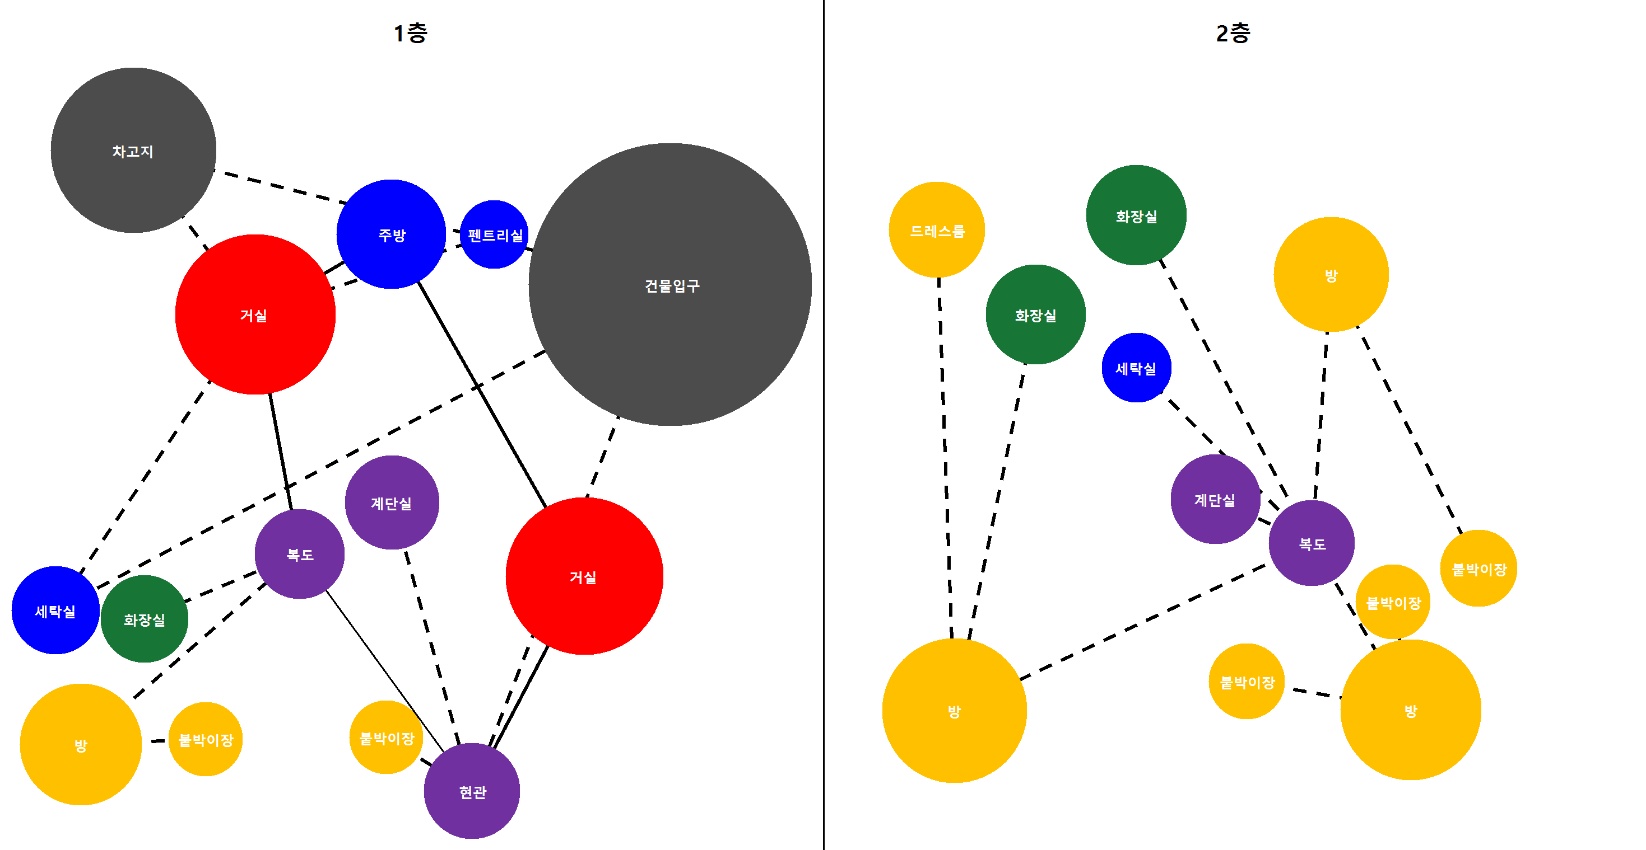 1층
차고지
주방
펜트리실
건물입구
거실
계단실
복도
거실
세탁실
화장실
방
붙박이장
붙박이장
현관
2층
드레스룸
화장실
방
화장실
세탁실
계단실
복도
붙박이장
붙박이장
붙박이장
방
방